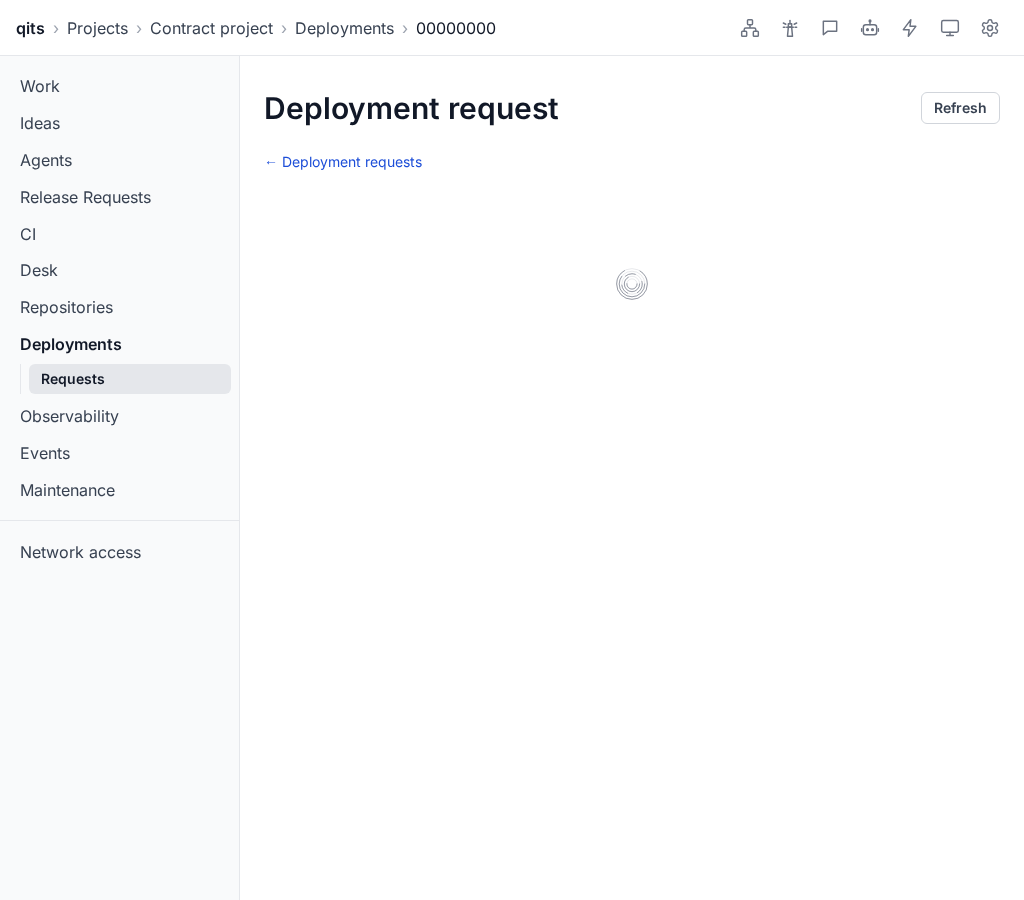 qits › Projects › Contract project › Deployments › 00000000
Work
Ideas
Agents
Release Requests
CI
Desk
Repositories
Deployments
Requests
Observability
Events
Maintenance
Network access
Deployment request
Refresh
← Deployment requests